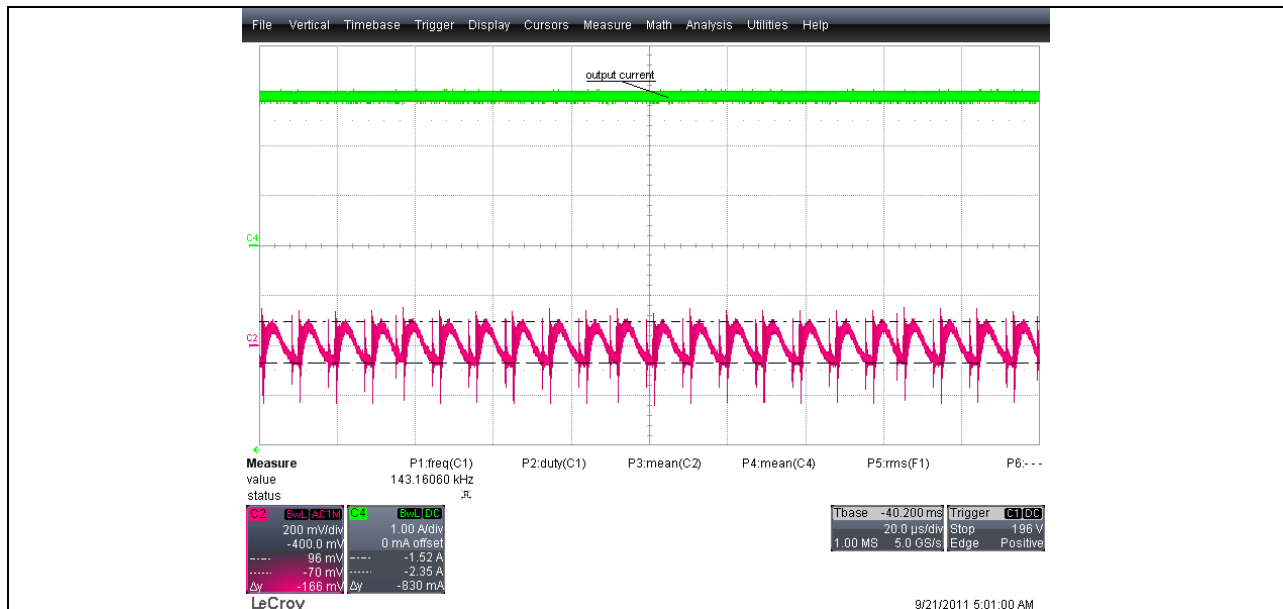 File Vertical Timebase Trigger Display Cursors Measure Math Analysis Utilities Help
output current
C4
C2
Measure P1:freq(C1) P2:duty(C1) P3:mean(C2) P4:mean(C4) P5:rms(F1) P6:- - -
value 143.16060 kHz
status
C2 BwL AC1M C4 BwL DC Tbase -40.200 ms Trigger C1 DC
200 mV/div 1.00 A/div 20.0 µs/div Stop 196 V
-400.0 mV 0 mA offset 1.00 MS 5.0 GS/s Edge Positive
96 mV -1.52 A
-70 mV -2.35 A
Δy -166 mV Δy -830 mA
LeCroy 9/21/2011 5:01:00 AM